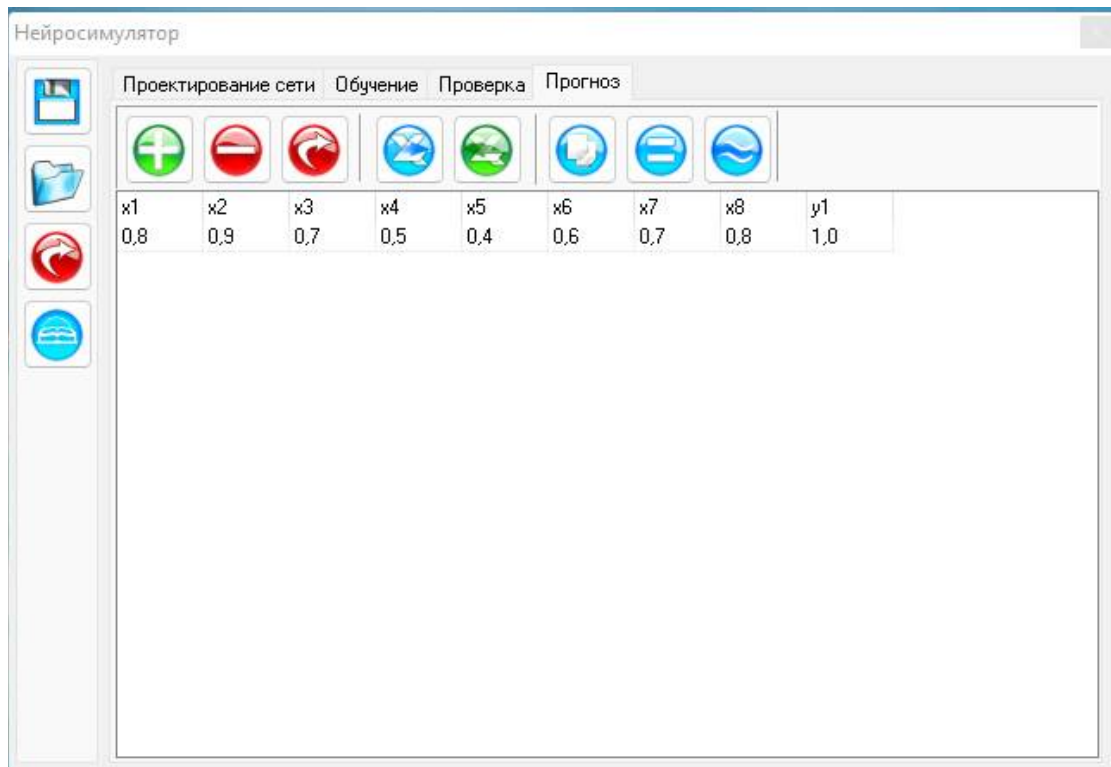 Нейросимулятор
Проектирование сети Обучение Проверка Прогноз
x1 x2 x3 x4 x5 x6 x7 x8 y1
0,8 0,9 0,7 0,5 0,4 0,6 0,7 0,8 1,0